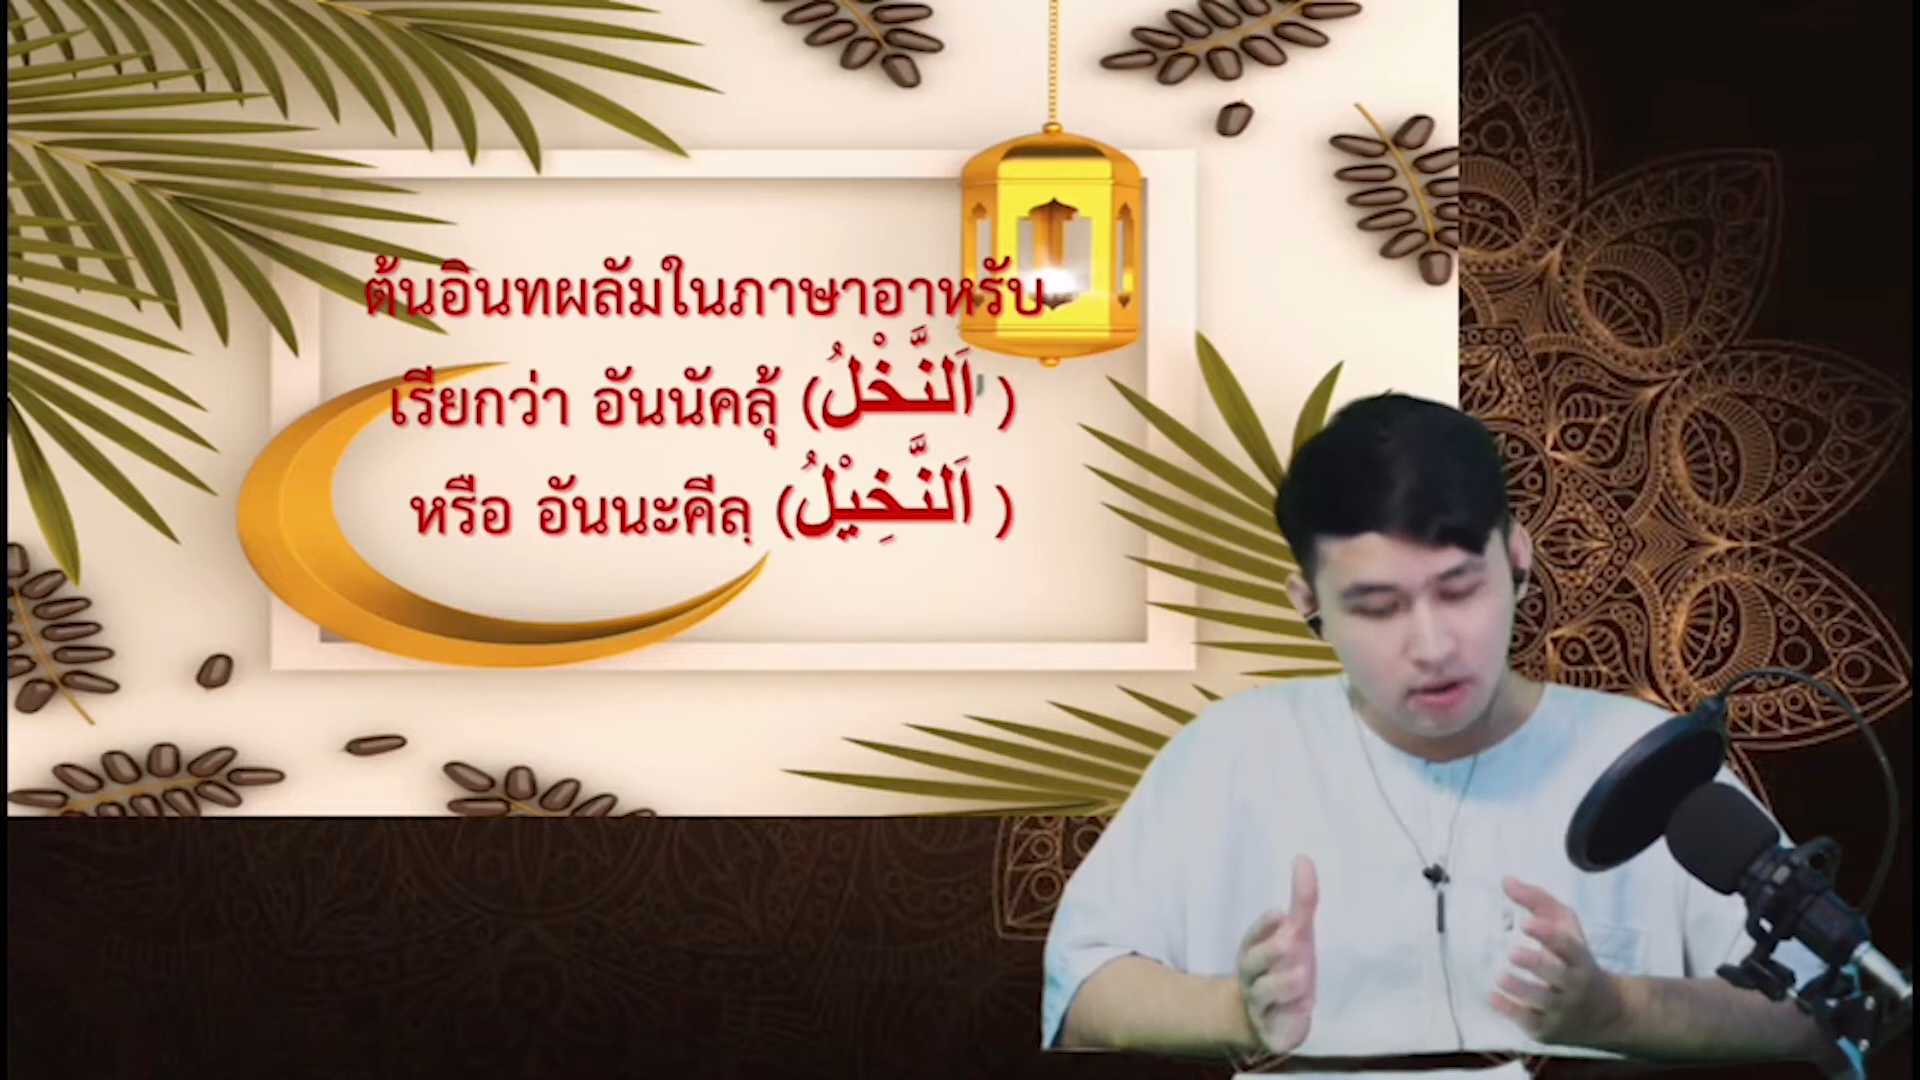 ต้นอินทผลัมในภาษาอาหรับ
เรียกว่า อันนัคลุ้ (اَلنَّخْلُ )
หรือ อันนะคีลฺ (اَلنَّخِيْلُ )